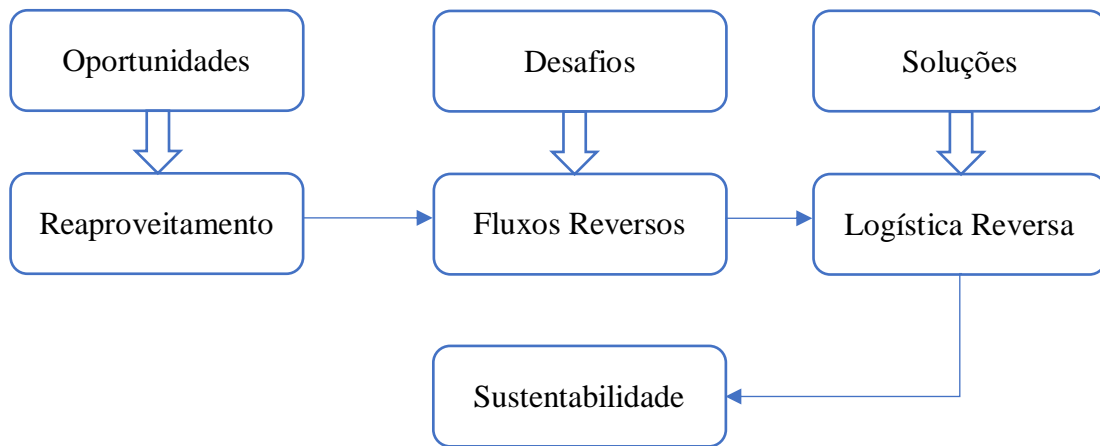 Oportunidades
Desafios
Soluções
Reaproveitamento
Fluxos Reversos
Logística Reversa
Sustentabilidade